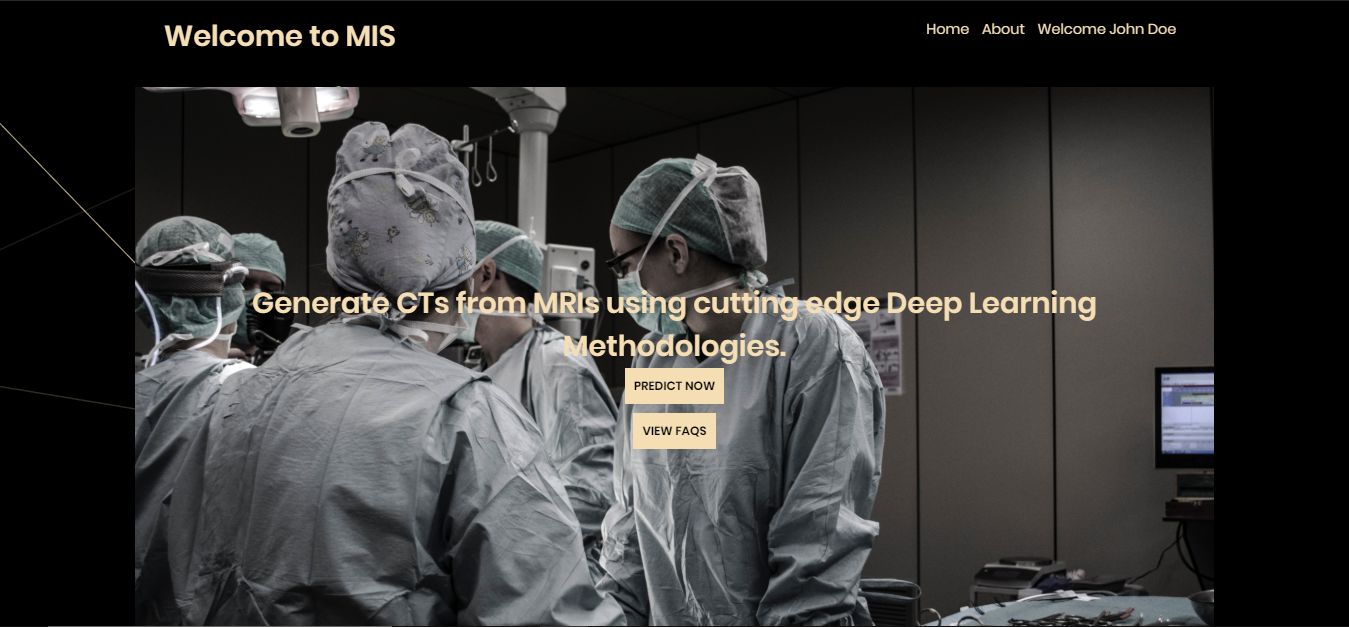 Welcome to MIS
Home About Welcome John Doe
Generate CTs from MRIs using cutting edge Deep Learning
Methodologies.
PREDICT NOW
VIEW FAQS